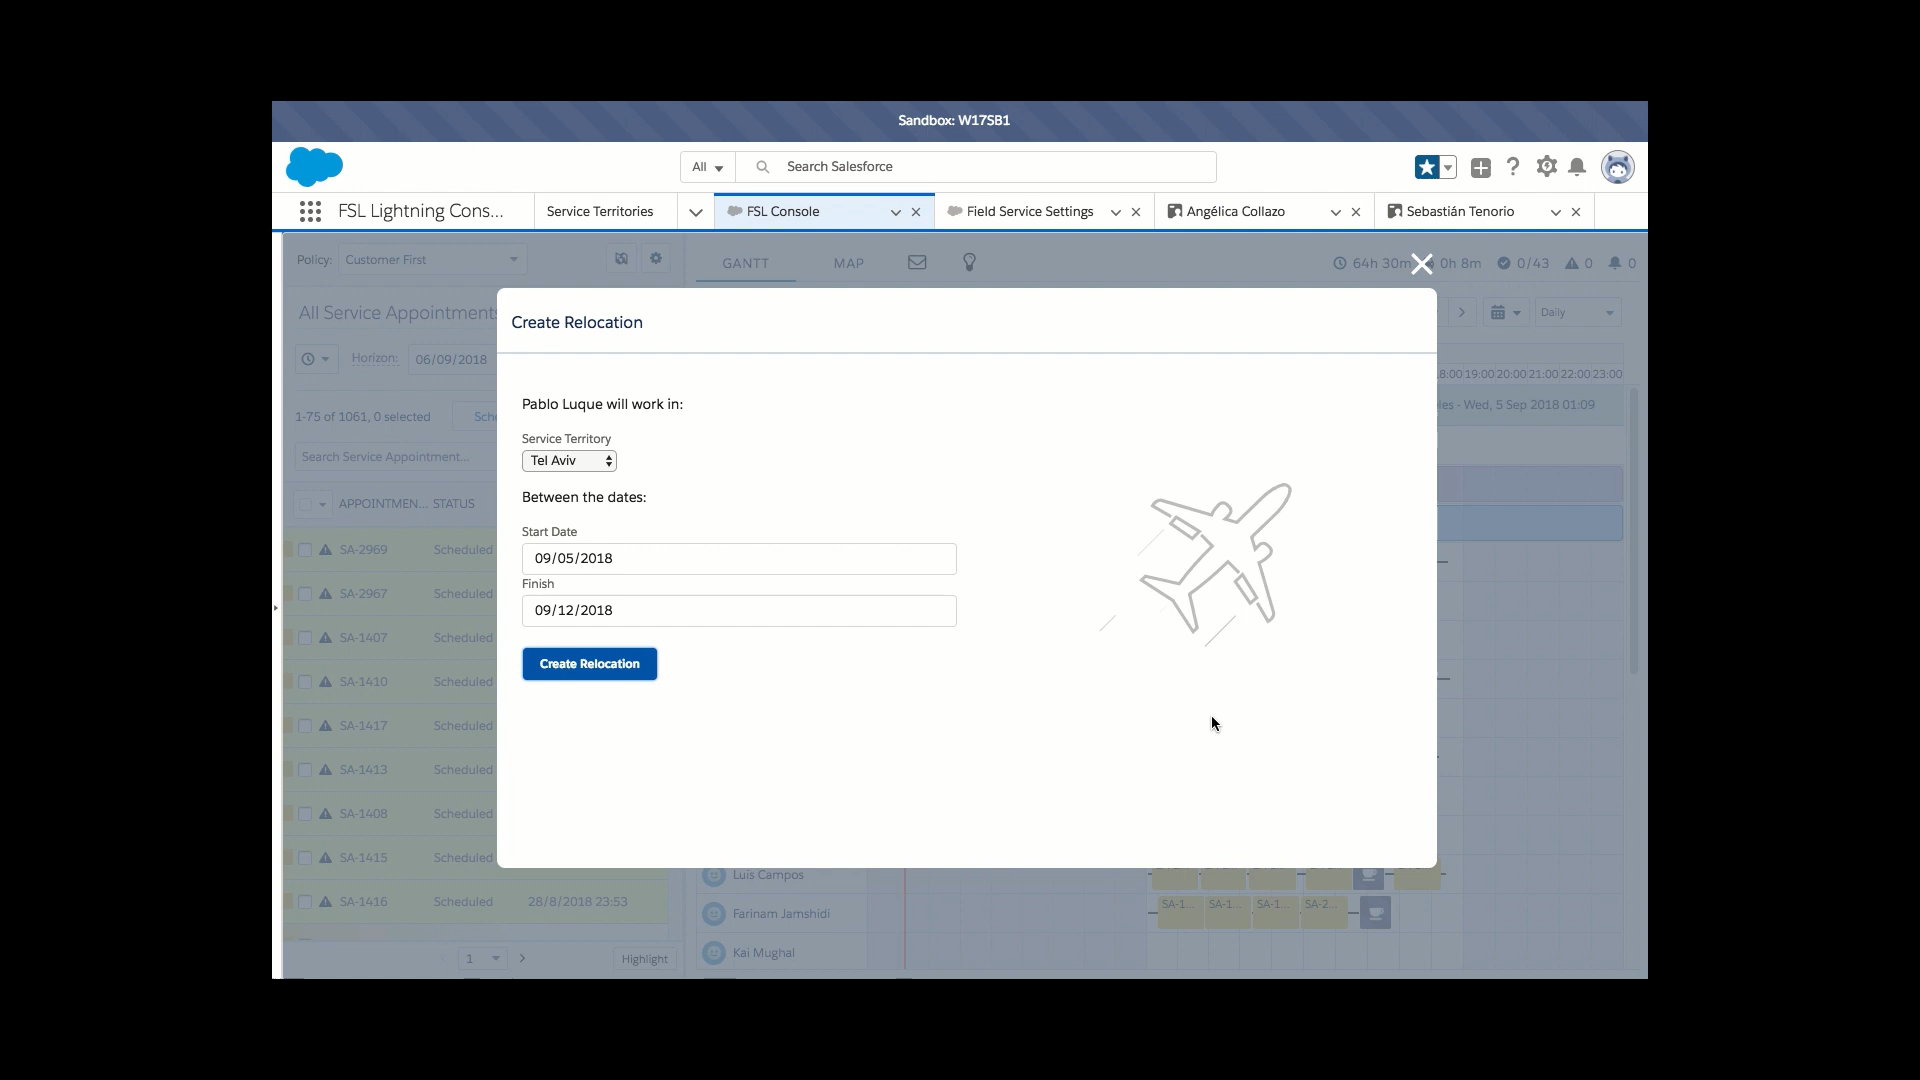 Sandbox: W17SB1
All
Search Salesforce
FSL Lightning Cons...
Service Territories
FSL Console
Field Service Settings
Angélica Collazo
Sebastián Tenorio
Policy:
Customer First
GANTT
MAP
64h 30m
0h 8m
0/43
0
0
All Service Appointments
Daily
Horizon:
06/09/2018
19:00 20:00 21:00 22:00 23:00
1-75 of 1061, 0 selected
- Wed, 5 Sep 2018 01:09
Search Service Appointment...
APPOINTMEN... STATUS
SA-2969 Scheduled
SA-2967 Scheduled
SA-1407 Scheduled
SA-1410 Scheduled
SA-1417 Scheduled
SA-1413 Scheduled
SA-1408 Scheduled
SA-1415 Scheduled
SA-1416 Scheduled 28/8/2018 23:53
1
Highlight
Create Relocation
Pablo Luque will work in:
Service Territory
Tel Aviv
Between the dates:
Start Date
09/05/2018
Finish
09/12/2018
Create Relocation
Luis Campos
Farinam Jamshidi
SA-1... SA-1... SA-1... SA-2...
Kai Mughal